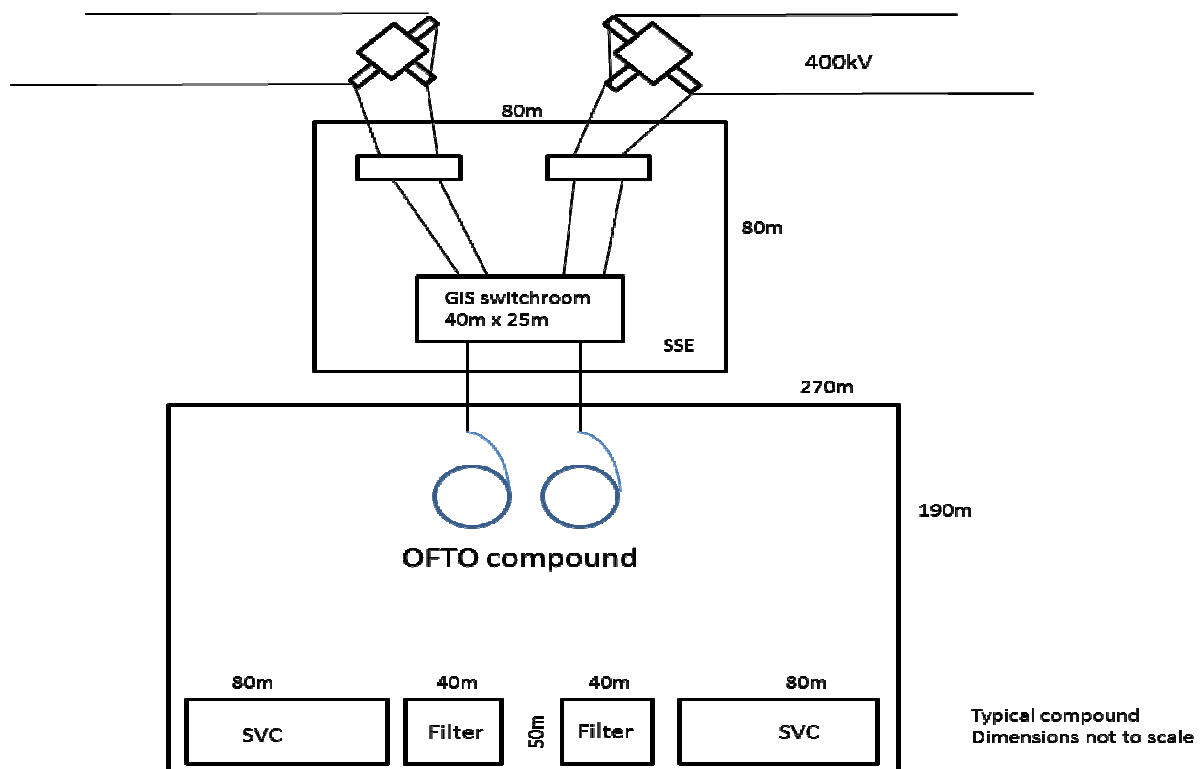 400kV
80m
80m
GIS switchroom
40m x 25m
SSE
270m
190m
OFTO compound
80m
40m
40m
80m
SVC
Filter
50m
Filter
SVC
Typical compound
Dimensions not to scale